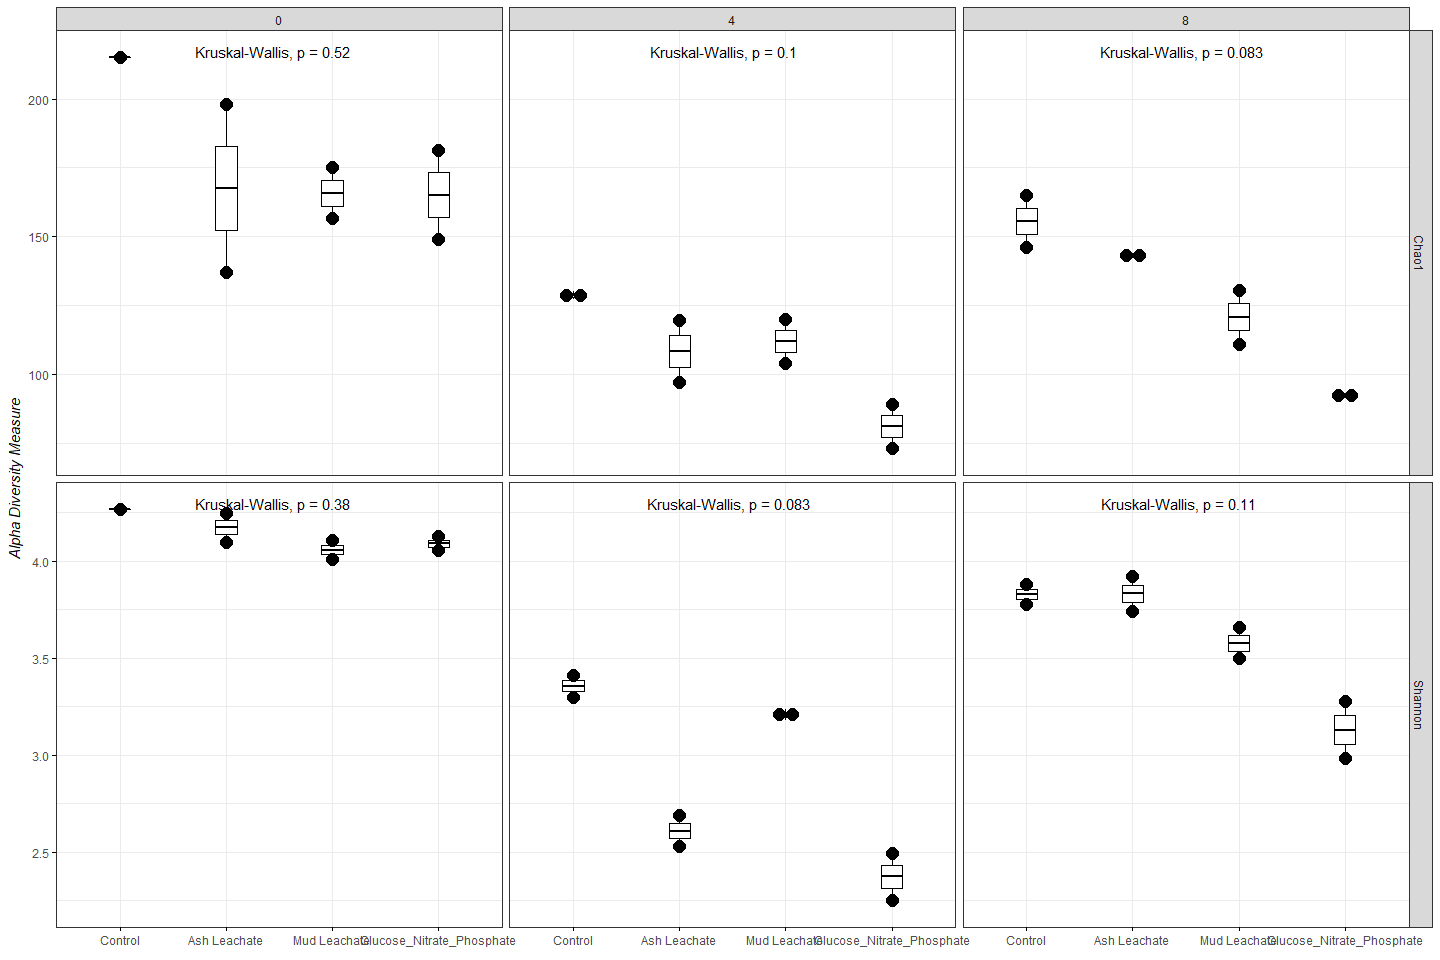 0 4 8
Kruskal-Wallis, p = 0.52 Kruskal-Wallis, p = 0.1 Kruskal-Wallis, p = 0.083
200
150
100
Chao1
Alpha Diversity Measure
Kruskal-Wallis, p = 0.38 Kruskal-Wallis, p = 0.083 Kruskal-Wallis, p = 0.11
4.0
3.5
3.0
2.5
Shannon
Control Ash Leachate Mud Leachate Glucose_Nitrate_Phosphate Control Ash Leachate Mud Leachate Glucose_Nitrate_Phosphate Control Ash Leachate Mud Leachate Glucose_Nitrate_Phosphate